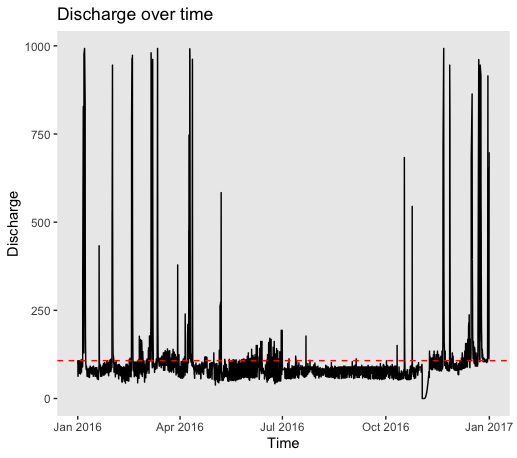 Discharge over time
1000
750
500
250
0
Discharge
Jan 2016
Apr 2016
Jul 2016
Oct 2016
Jan 2017
Time